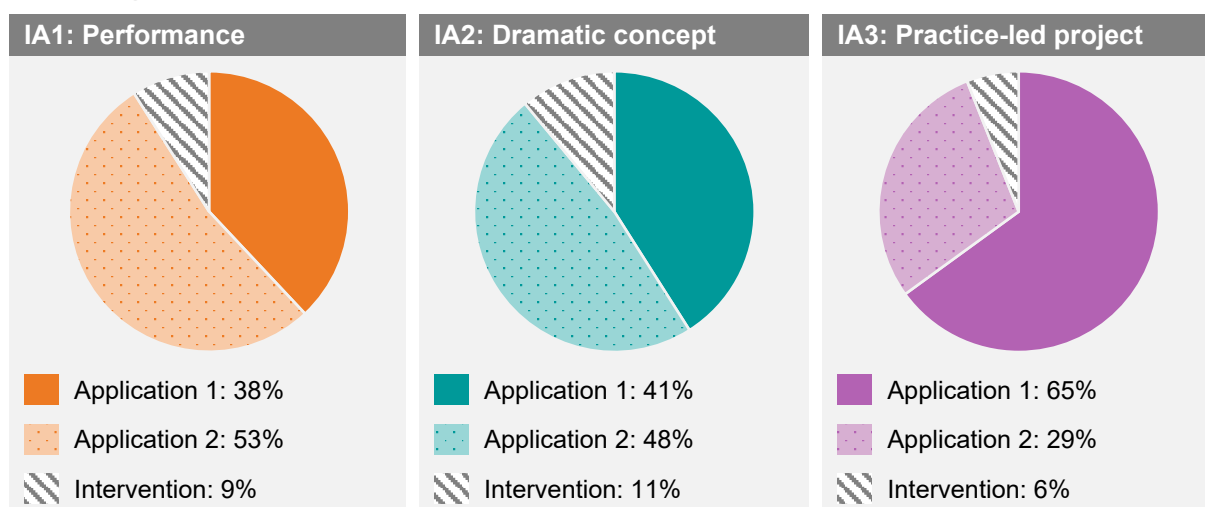 IA1: Performance
Application 1: 38%
Application 2: 53%
Intervention: 9%
IA2: Dramatic concept
Application 1: 41%
Application 2: 48%
Intervention: 11%
IA3: Practice-led project
Application 1: 65%
Application 2: 29%
Intervention: 6%